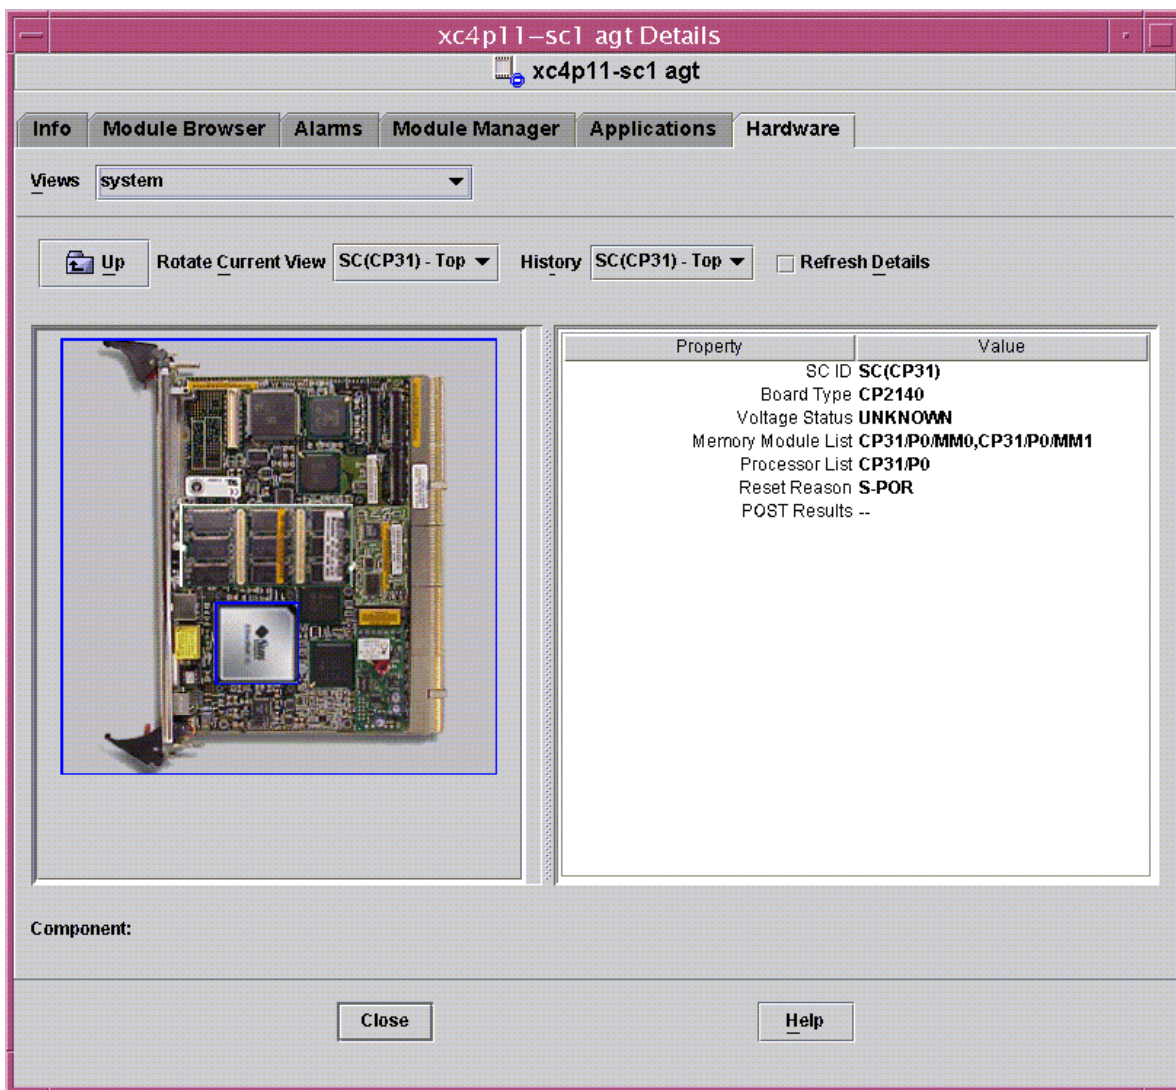 xc4p11-sc1 agt Details
xc4p11-sc1 agt
Info Module Browser Alarms Module Manager Applications Hardware
Views system
Up Rotate Current View SC(CP31) - Top History SC(CP31) - Top Refresh Details
Property Value
SC ID SC(CP31)
Board Type CP2140
Voltage Status UNKNOWN
Memory Module List CP31/P0/MM0,CP31/P0/MM1
Processor List CP31/P0
Reset Reason S-POR
POST Results --
Sun
Component:
Close Help